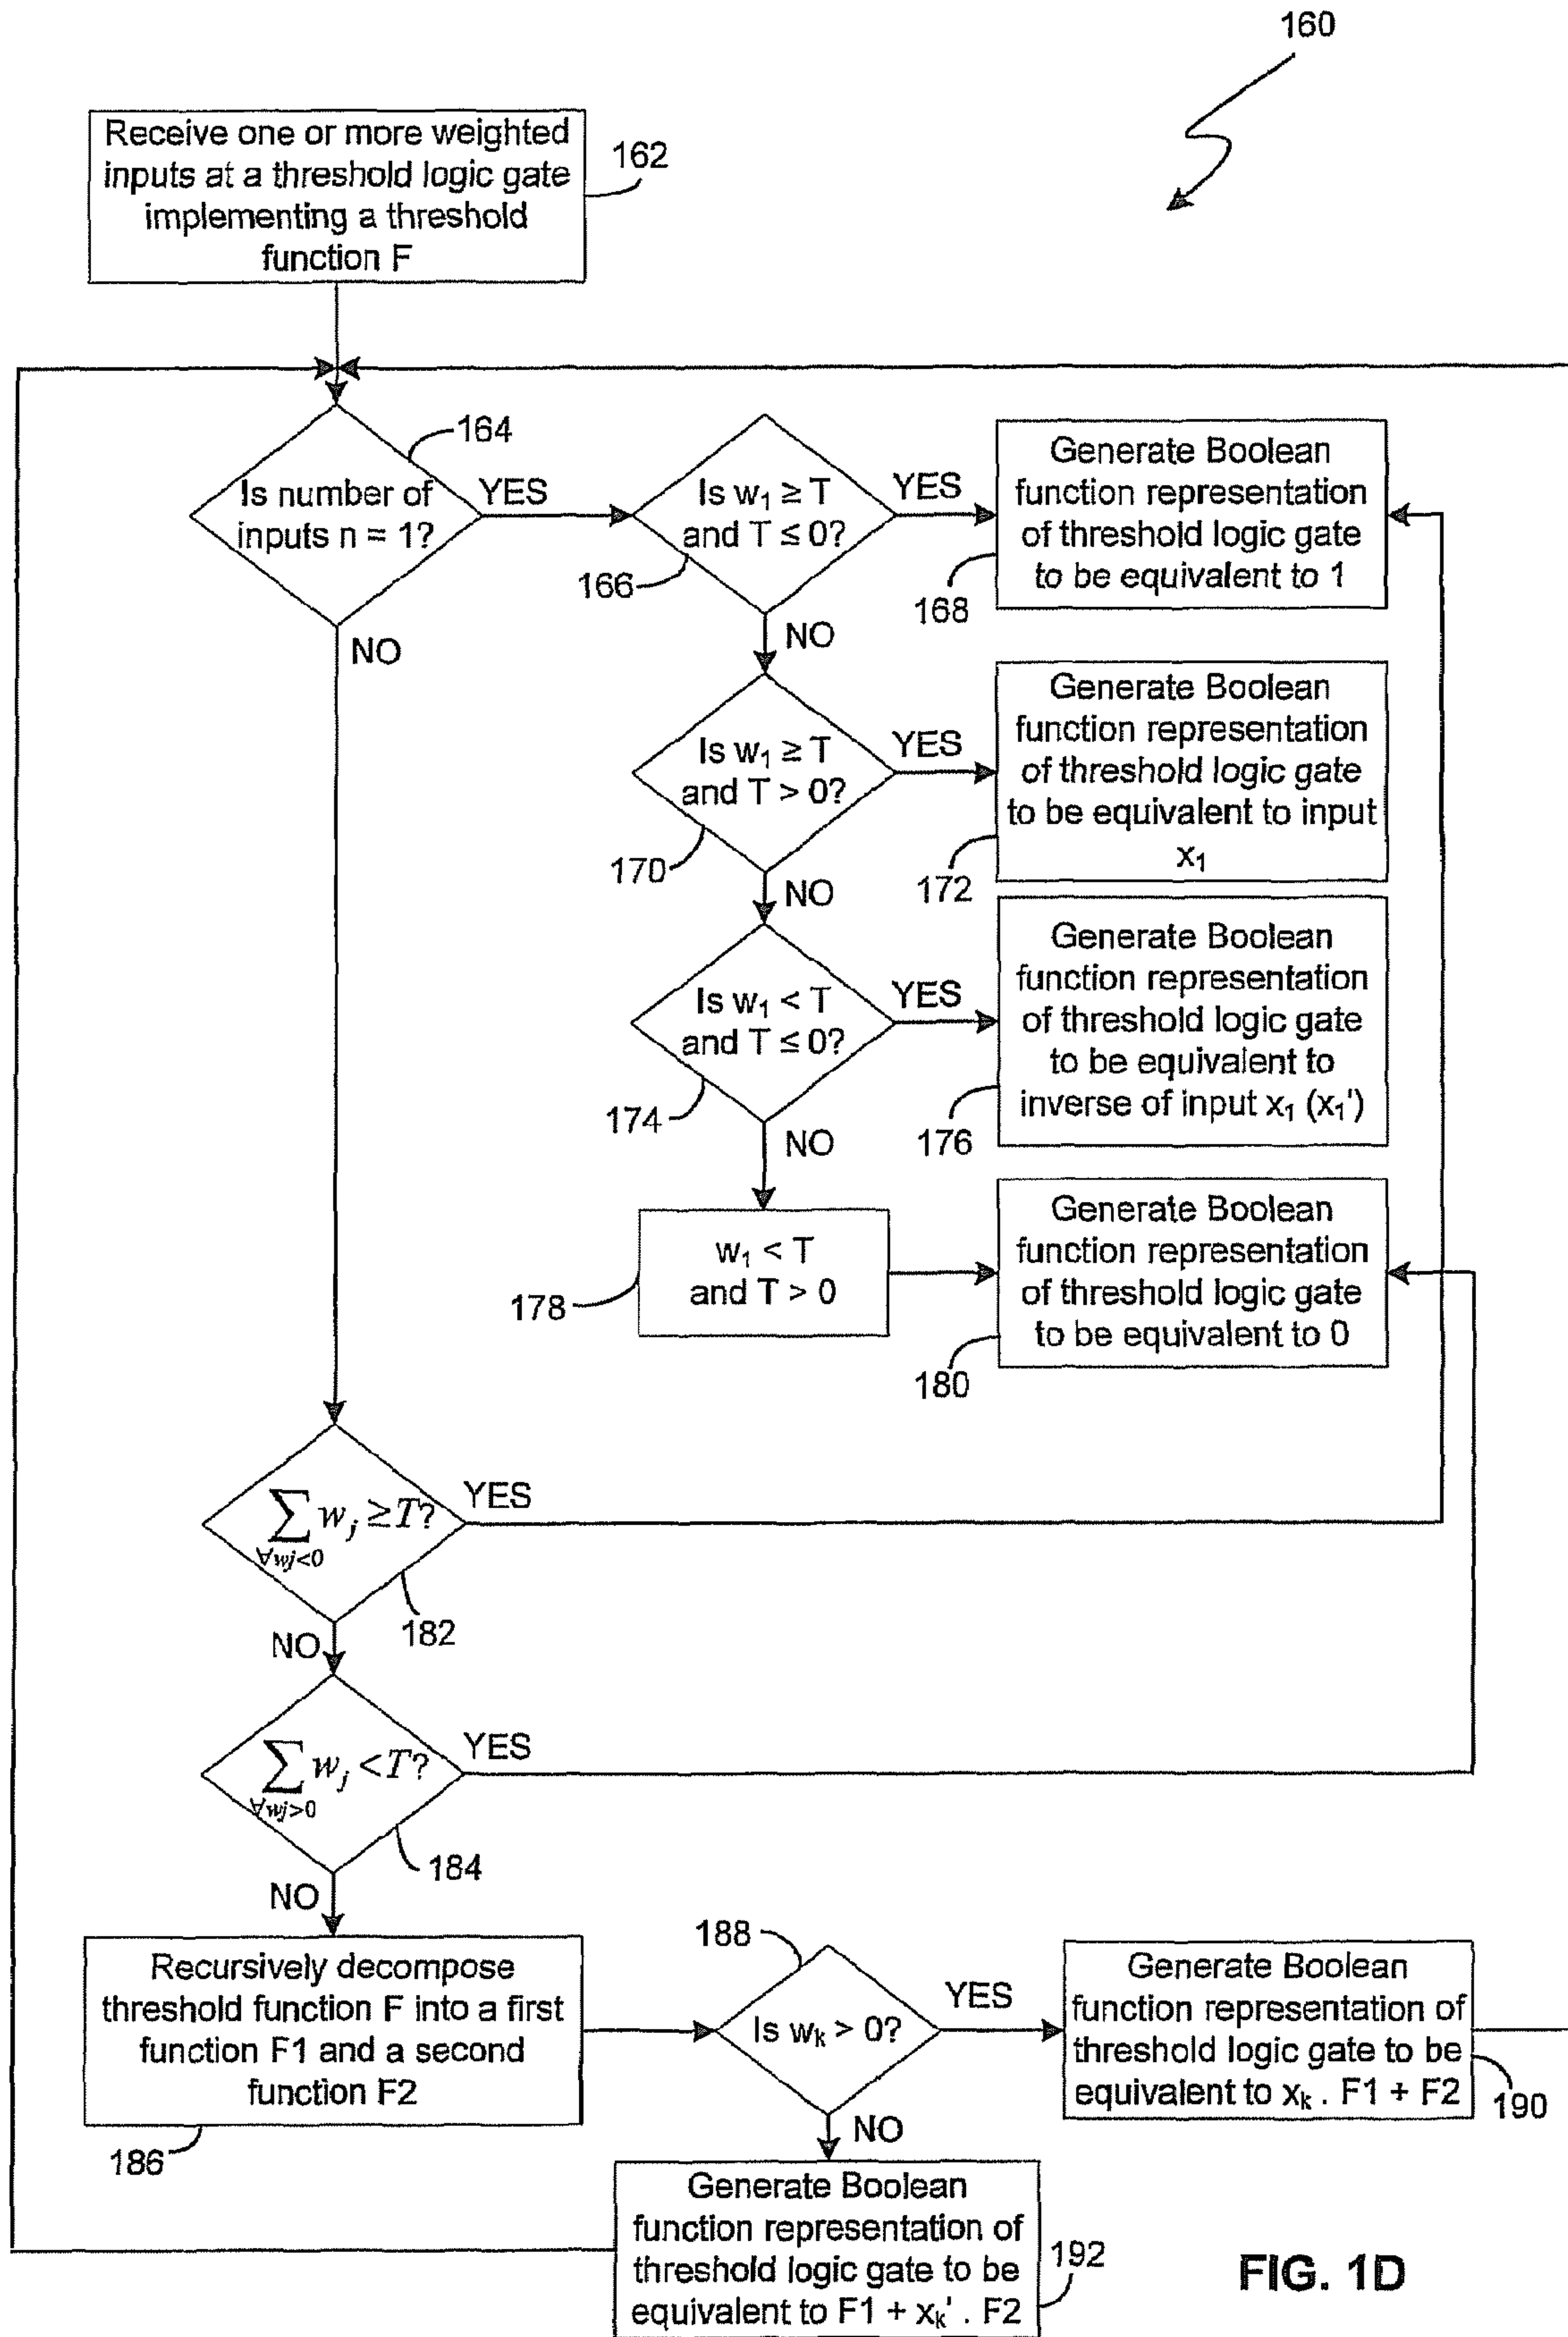 160
Receive one or more weighted
inputs at a threshold logic gate
implementing a threshold
function F
162
164
Is number of
inputs n = 1?
YES
NO
Is w₁ ≥ T
and T ≤ 0?
166
YES
NO
Generate Boolean
function representation
of threshold logic gate
to be equivalent to 1
168
Is w₁ ≥ T
and T > 0?
170
YES
NO
Generate Boolean
function representation
of threshold logic gate
to be equivalent to input
x₁
172
Is w₁ < T
and T ≤ 0?
174
YES
NO
Generate Boolean
function representation
of threshold logic gate
to be equivalent to
inverse of input x₁ (x₁')
176
w₁ < T
and T > 0
178
Generate Boolean
function representation
of threshold logic gate
to be equivalent to 0
180
∑ wⱼ ≥ T?
∀wj<0
YES
182
NO
∑ wⱼ < T?
∀wj>0
YES
184
NO
Recursively decompose
threshold function F into a first
function F1 and a second
function F2
186
188
Is wₖ > 0?
YES
NO
Generate Boolean
function representation of
threshold logic gate to be
equivalent to xₖ . F1 + F2
190
Generate Boolean
function representation of
threshold logic gate to be
equivalent to F1 + xₖ' . F2
192
FIG. 1D